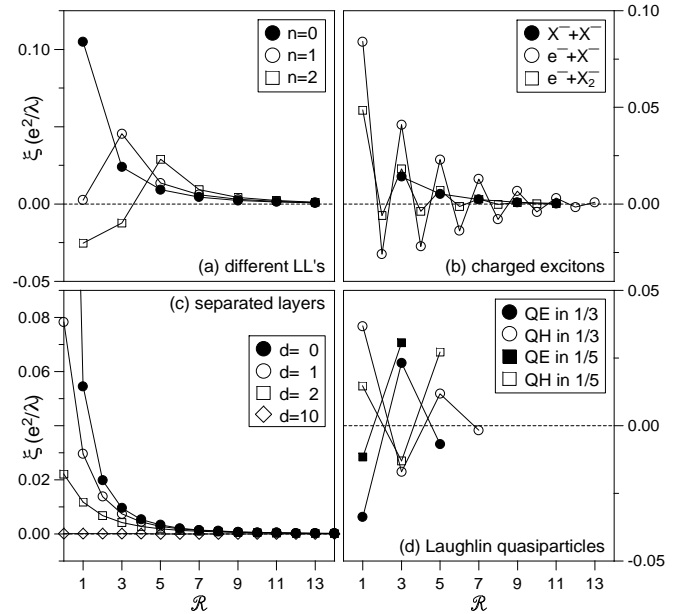 0.10
0.05
0.00
-0.05
ξ (e²/λ)
n=0
n=1
n=2
(a) different LL's
X⁻+X⁻
e⁻+X⁻
e⁻+X₂⁻
(b) charged excitons
0.10
0.05
0.00
-0.05
0.08
0.06
0.04
0.02
0.00
ξ (e²/λ)
(c) separated layers
d= 0
d= 1
d= 2
d=10
1 3 5 7 9 11 13
ℛ
QE in 1/3
QH in 1/3
QE in 1/5
QH in 1/5
(d) Laughlin quasiparticles
0.05
0.00
-0.05
1 3 5 7 9 11 13
ℛ